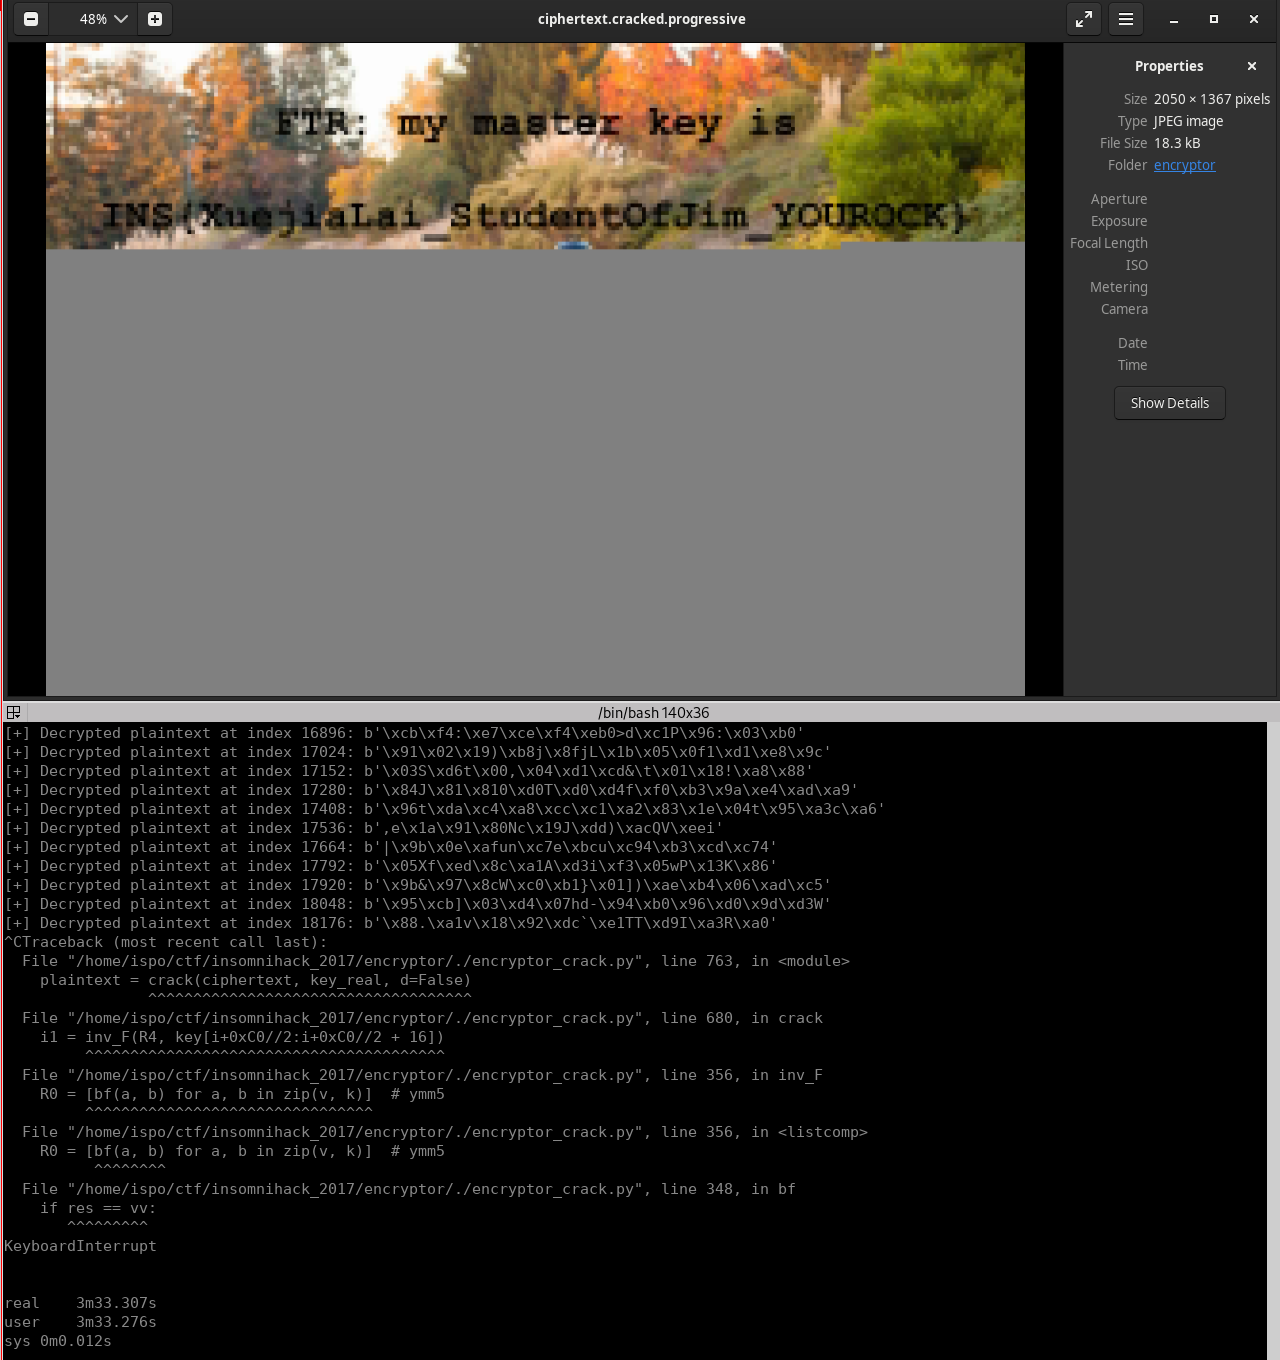 48%
ciphertext.cracked.progressive
FTR: my master key is
INS{XuejiaLai_StudentOfJim_YOUROCK}
Properties
Size 2050 × 1367 pixels
Type JPEG image
File Size 18.3 kB
Folder encryptor
Aperture
Exposure
Focal Length
ISO
Metering
Camera
Date
Time
Show Details
/bin/bash 140x36
[+] Decrypted plaintext at index 16896: b'\xcb\xf4:\xe7\xce\xf4\xeb0>d\xc1P\x96:\x03\xb0'
[+] Decrypted plaintext at index 17024: b'\x91\x02\x19)\xb8j\x8fjL\x1b\x05\x0f1\xd1\xe8\x9c'
[+] Decrypted plaintext at index 17152: b'\x03S\xd6t\x00,\x04\xd1\xcd&\t\x01\x18!\xa8\x88'
[+] Decrypted plaintext at index 17280: b'\x84J\x81\x810\xd0T\xd0\xd4f\xf0\xb3\x9a\xe4\xad\xa9'
[+] Decrypted plaintext at index 17408: b'\x96t\xda\xc4\xa8\xcc\xc1\xa2\x83\x1e\x04t\x95\xa3c\xa6'
[+] Decrypted plaintext at index 17536: b',e\x1a\x91\x80Nc\x19J\xdd)\xacQV\xeei'
[+] Decrypted plaintext at index 17664: b'|\x9b\x0e\xafun\xc7e\xbcu\xc94\xb3\xcd\xc74'
[+] Decrypted plaintext at index 17792: b'\x05Xf\xed\x8c\xa1A\xd3i\xf3\x05wP\x13K\x86'
[+] Decrypted plaintext at index 17920: b'\x9b&\x97\x8cW\xc0\xb1}\x01])\xae\xb4\x06\xad\xc5'
[+] Decrypted plaintext at index 18048: b'\x95\xcb]\x03\xd4\x07hd-\x94\xb0\x96\xd0\x9d\xd3W'
[+] Decrypted plaintext at index 18176: b'\x88.\xa1v\x18\x92\xdc`\xe1TT\xd9I\xa3R\xa0'
^CTraceback (most recent call last):
  File "/home/ispo/ctf/insomnihack_2017/encryptor/./encryptor_crack.py", line 763, in <module>
    plaintext = crack(ciphertext, key_real, d=False)
                ^^^^^^^^^^^^^^^^^^^^^^^^^^^^^^^^^^^^
  File "/home/ispo/ctf/insomnihack_2017/encryptor/./encryptor_crack.py", line 680, in crack
    i1 = inv_F(R4, key[i+0xC0//2:i+0xC0//2 + 16])
         ^^^^^^^^^^^^^^^^^^^^^^^^^^^^^^^^^^^^^^^^
  File "/home/ispo/ctf/insomnihack_2017/encryptor/./encryptor_crack.py", line 356, in inv_F
    R0 = [bf(a, b) for a, b in zip(v, k)]  # ymm5
         ^^^^^^^^^^^^^^^^^^^^^^^^^^^^^^^^
  File "/home/ispo/ctf/insomnihack_2017/encryptor/./encryptor_crack.py", line 356, in <listcomp>
    R0 = [bf(a, b) for a, b in zip(v, k)]  # ymm5
          ^^^^^^^^
  File "/home/ispo/ctf/insomnihack_2017/encryptor/./encryptor_crack.py", line 348, in bf
    if res == vv:
       ^^^^^^^^^
KeyboardInterrupt
real    3m33.307s
user    3m33.276s
sys 0m0.012s